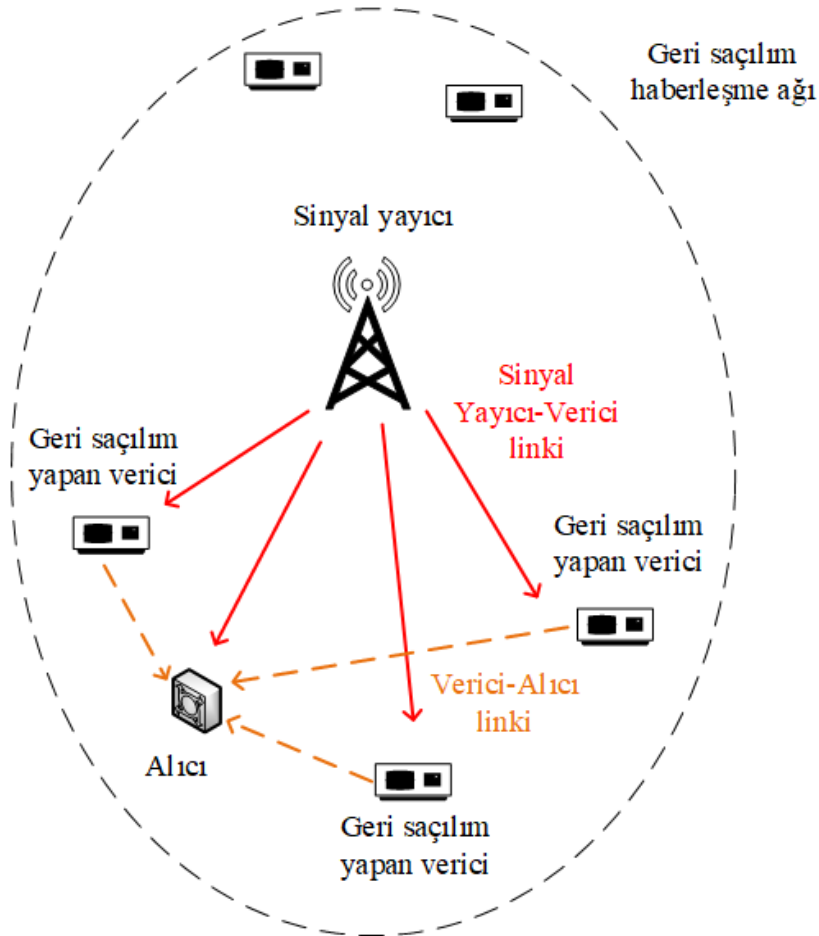 Geri saçılım
haberleşme ağı
Sinyal yayıcı
Sinyal
Yayıcı-Verici
linki
Geri saçılım
yapan verici
Geri saçılım
yapan verici
Verici-Alıcı
linki
Alıcı
Geri saçılım
yapan verici